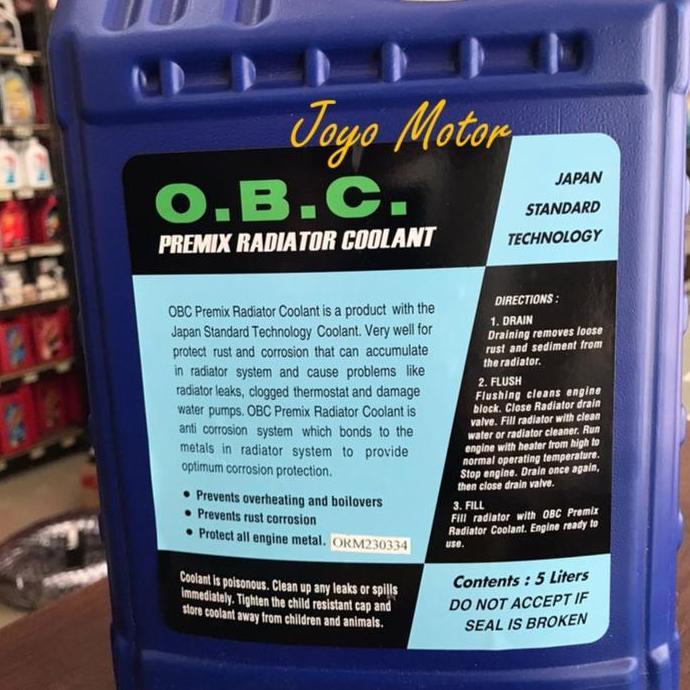 Joyo Motor
O.B.C.
PREMIX RADIATOR COOLANT
JAPAN
STANDARD
TECHNOLOGY
OBC Premix Radiator Coolant is a product with the
Japan Standard Technology Coolant. Very well for
protect rust and corrosion that can accumulate
in radiator system and cause problems like
radiator leaks, clogged thermostat and damage
water pumps. OBC Premix Radiator Coolant is
anti corrosion system which bonds to the
metals in radiator system to provide
optimum corrosion protection.
• Prevents overheating and boilovers
• Prevents rust corrosion
• Protect all engine metal. ORM230334
DIRECTIONS :
1. DRAIN
Draining removes loose
rust and sediment from
the radiator.
2. FLUSH
Flushing cleans engine
block. Close Radiator drain
valve. Fill radiator with clean
water or radiator cleaner. Run
engine with heater from high to
normal operating temperature.
Stop engine. Drain once again,
then close drain valve.
3. FILL
Fill radiator with OBC Premix
Radiator Coolant. Engine ready to
use.
Coolant is poisonous. Clean up any leaks or spills
immediately. Tighten the child resistant cap and
store coolant away from children and animals.
Contents : 5 Liters
DO NOT ACCEPT IF
SEAL IS BROKEN